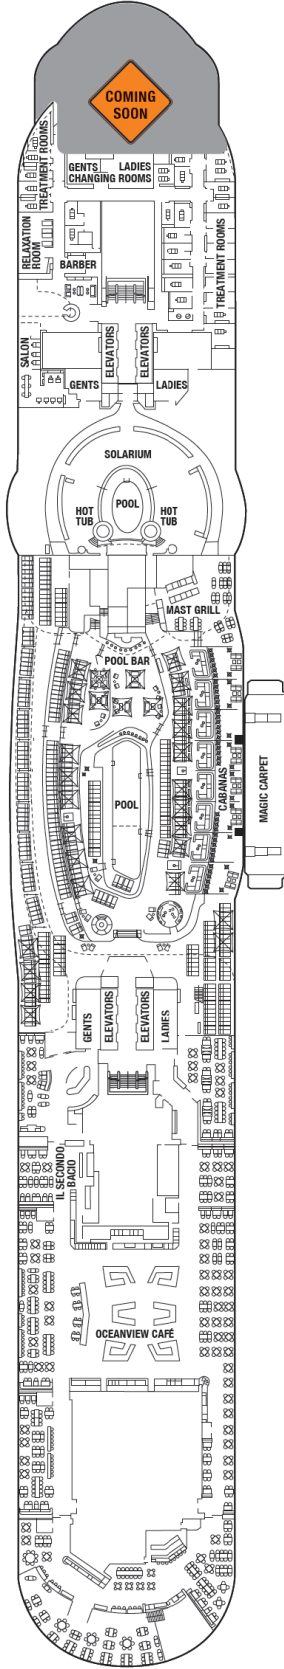 COMING
SOON
TREATMENT ROOMS
GENTS LADIES
CHANGING ROOMS
RELAXATION
ROOM
BARBER
TREATMENT ROOMS
SALON
ELEVATORS
ELEVATORS
GENTS
LADIES
SOLARIUM
POOL
HOT
TUB
HOT
TUB
MAST GRILL
POOL BAR
CABANAS
MAGIC CARPET
POOL
GENTS
ELEVATORS
ELEVATORS
LADIES
IL SECONDO
BACIO
OCEANVIEW CAFÉ